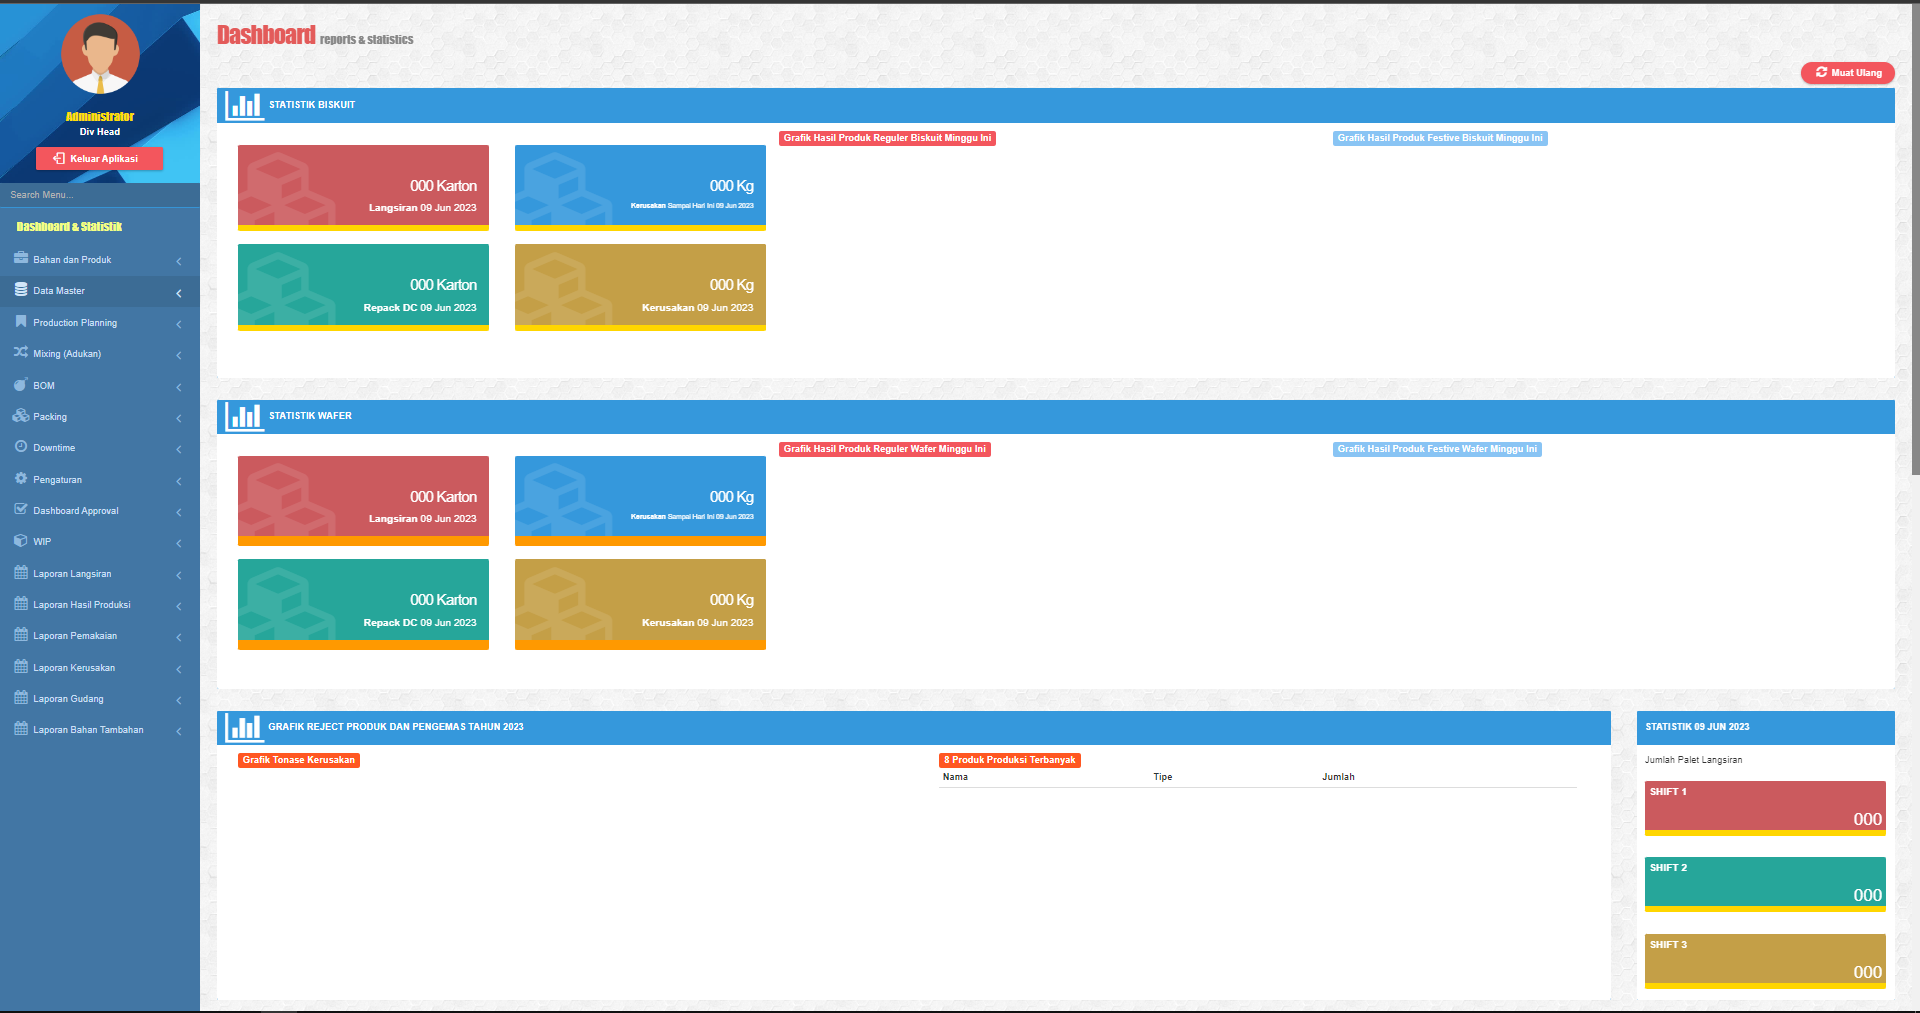 Administrator
Div Head
Keluar Aplikasi
Search Menu...
Dashboard & Statistik
Bahan dan Produk
Data Master
Production Planning
Mixing (Adukan)
BOM
Packing
Downtime
Pengaturan
Dashboard Approval
WIP
Laporan Langsiran
Laporan Hasil Produksi
Laporan Pemakaian
Laporan Kerusakan
Laporan Gudang
Laporan Bahan Tambahan
Dashboard reports & statistics
Muat Ulang
STATISTIK BISKUIT
000 Karton
Langsiran 09 Jun 2023
000 Kg
Kerusakan Sampai Hari Ini 09 Jun 2023
000 Karton
Repack DC 09 Jun 2023
000 Kg
Kerusakan 09 Jun 2023
Grafik Hasil Produk Reguler Biskuit Minggu Ini
Grafik Hasil Produk Festive Biskuit Minggu Ini
STATISTIK WAFER
000 Karton
Langsiran 09 Jun 2023
000 Kg
Kerusakan Sampai Hari Ini 09 Jun 2023
000 Karton
Repack DC 09 Jun 2023
000 Kg
Kerusakan 09 Jun 2023
Grafik Hasil Produk Reguler Wafer Minggu Ini
Grafik Hasil Produk Festive Wafer Minggu Ini
GRAFIK REJECT PRODUK DAN PENGEMAS TAHUN 2023
Grafik Tonase Kerusakan
8 Produk Produksi Terbanyak
Nama Tipe Jumlah
STATISTIK 09 JUN 2023
Jumlah Palet Langsiran
SHIFT 1
000
SHIFT 2
000
SHIFT 3
000